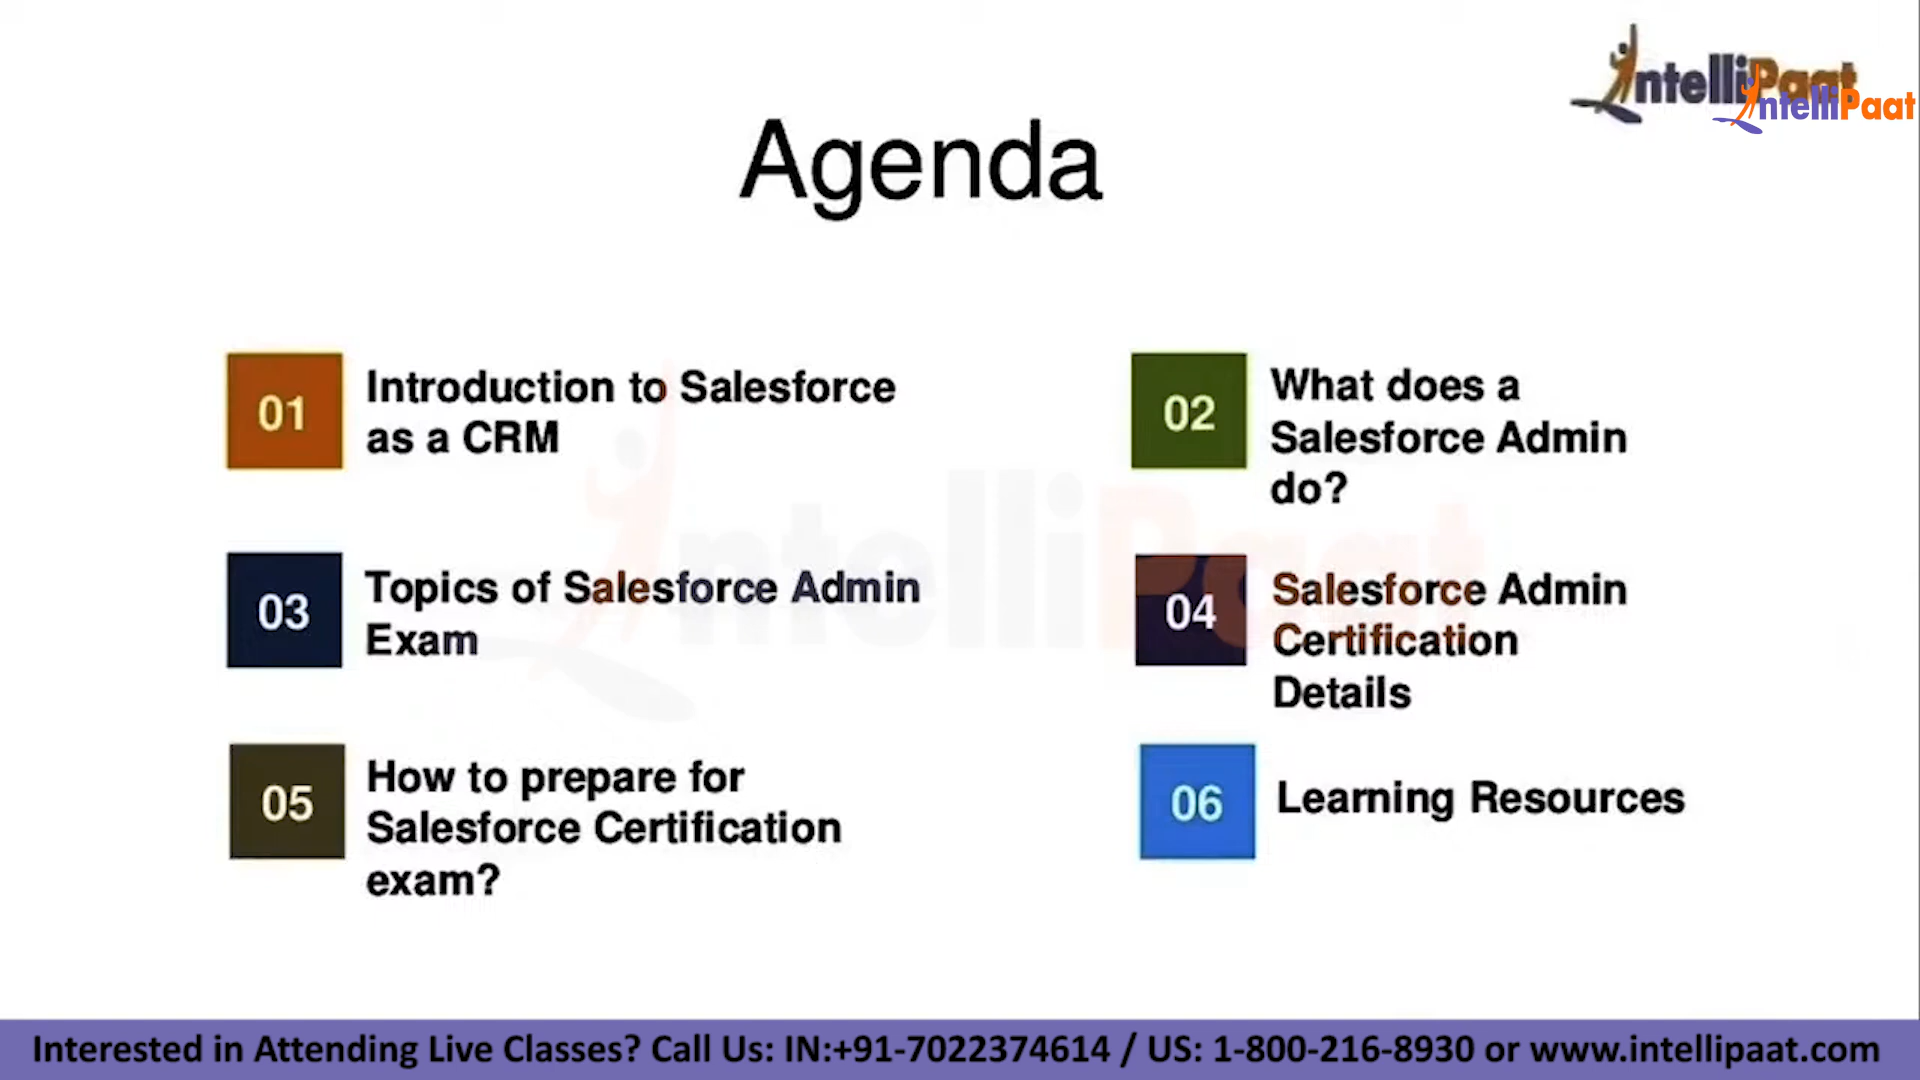 IntelliPaat
IntelliPaat
Agenda
01
Introduction to Salesforce
as a CRM
02
What does a
Salesforce Admin
do?
03
Topics of Salesforce Admin
Exam
04
Salesforce Admin
Certification
Details
05
How to prepare for
Salesforce Certification
exam?
06
Learning Resources
IntelliPaat
Interested in Attending Live Classes? Call Us: IN:+91-7022374614 / US: 1-800-216-8930 or www.intellipaat.com